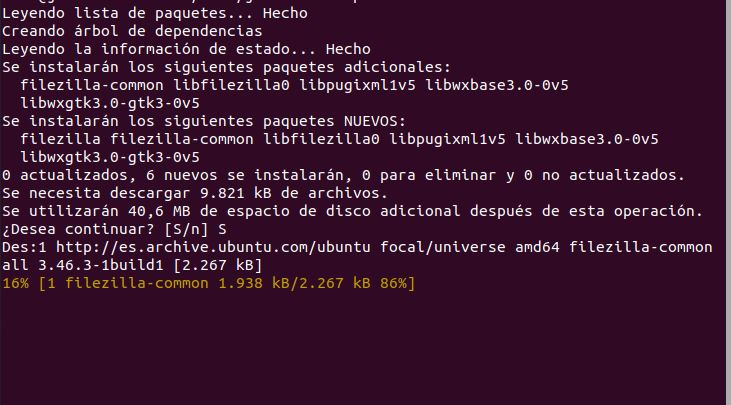 Leyendo lista de paquetes... Hecho
Creando árbol de dependencias
Leyendo la información de estado... Hecho
Se instalarán los siguientes paquetes adicionales:
  filezilla-common libfilezilla0 libpugixml1v5 libwxbase3.0-0v5
  libwxgtk3.0-gtk3-0v5
Se instalarán los siguientes paquetes NUEVOS:
  filezilla filezilla-common libfilezilla0 libpugixml1v5 libwxbase3.0-0v5
  libwxgtk3.0-gtk3-0v5
0 actualizados, 6 nuevos se instalarán, 0 para eliminar y 0 no actualizados.
Se necesita descargar 9.821 kB de archivos.
Se utilizarán 40,6 MB de espacio de disco adicional después de esta operación.
¿Desea continuar? [S/n] S
Des:1 http://es.archive.ubuntu.com/ubuntu focal/universe amd64 filezilla-common
all 3.46.3-1build1 [2.267 kB]
16% [1 filezilla-common 1.938 kB/2.267 kB 86%]